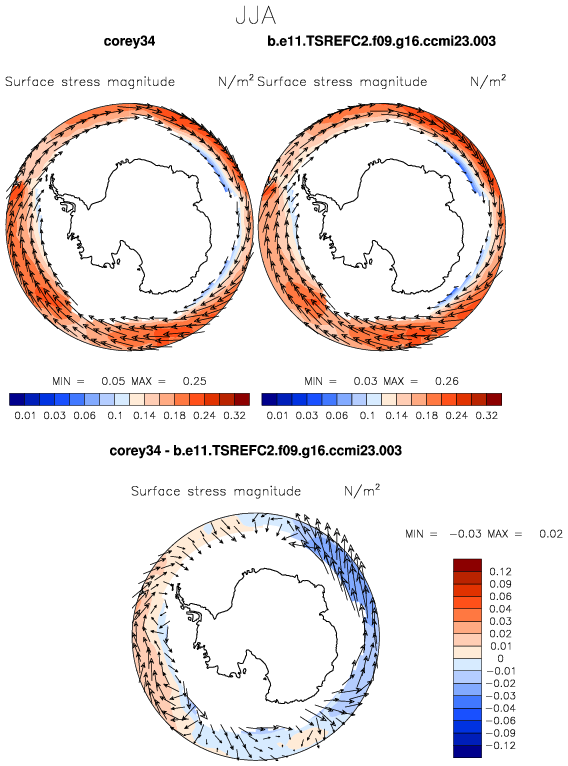 JJA
corey34
b.e11.TSREFC2.f09.g16.ccmi23.003
Surface stress magnitude N/m²
Surface stress magnitude N/m²
MIN = 0.05 MAX = 0.25
MIN = 0.03 MAX = 0.26
0.01 0.03 0.06 0.1 0.14 0.18 0.24 0.32
0.01 0.03 0.06 0.1 0.14 0.18 0.24 0.32
corey34 - b.e11.TSREFC2.f09.g16.ccmi23.003
Surface stress magnitude N/m²
MIN = -0.03 MAX = 0.02
0.12
0.09
0.06
0.04
0.03
0.02
0.01
0
-0.01
-0.02
-0.03
-0.04
-0.06
-0.09
-0.12